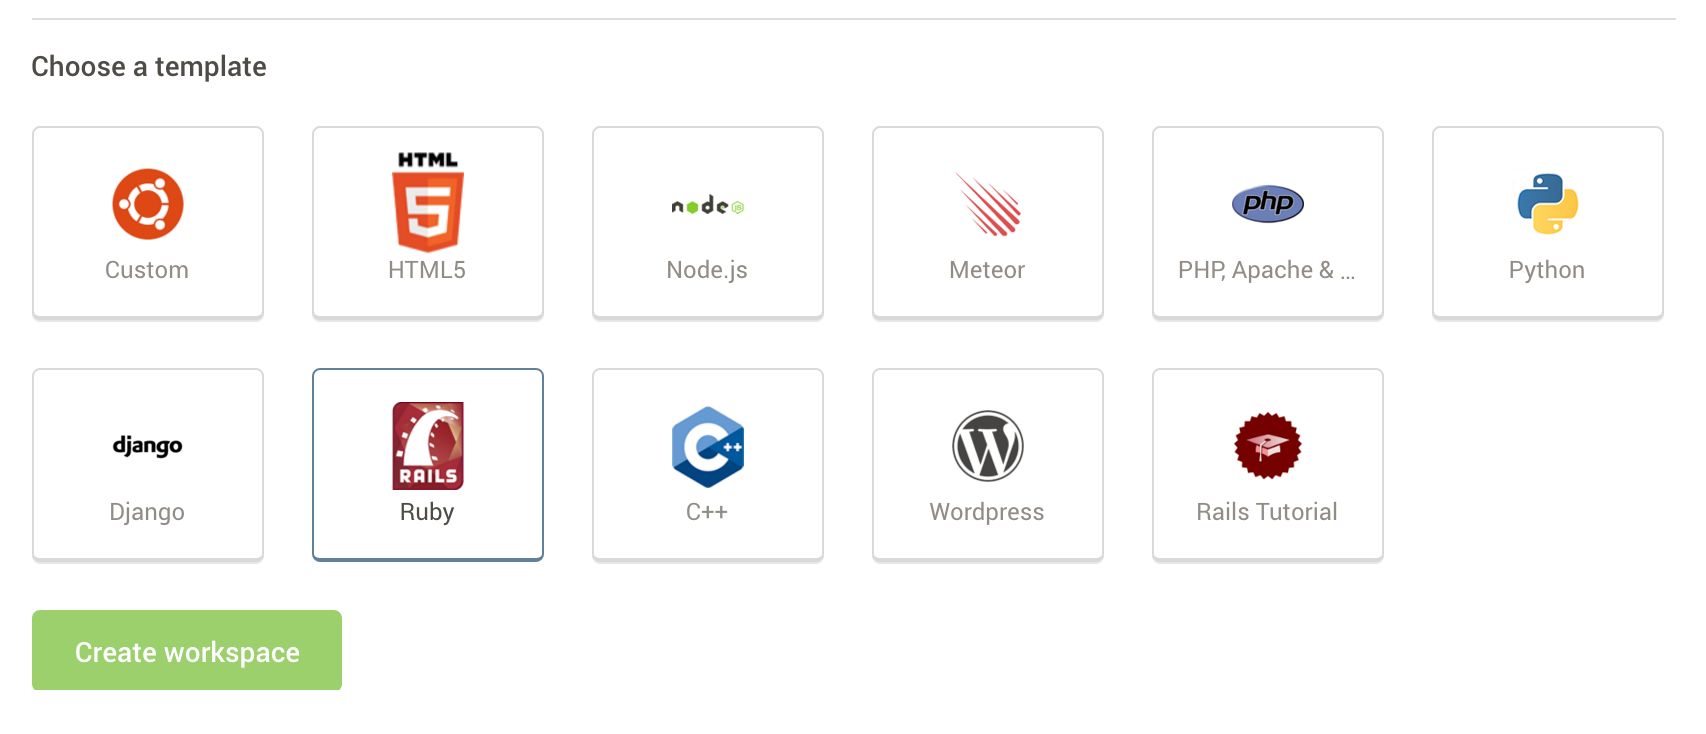 Choose a template
HTML
5
node JS
php
Custom
HTML5
Node.js
Meteor
PHP, Apache & ...
Python
django
RAILS
C++
W
Django
Ruby
C++
Wordpress
Rails Tutorial
Create workspace